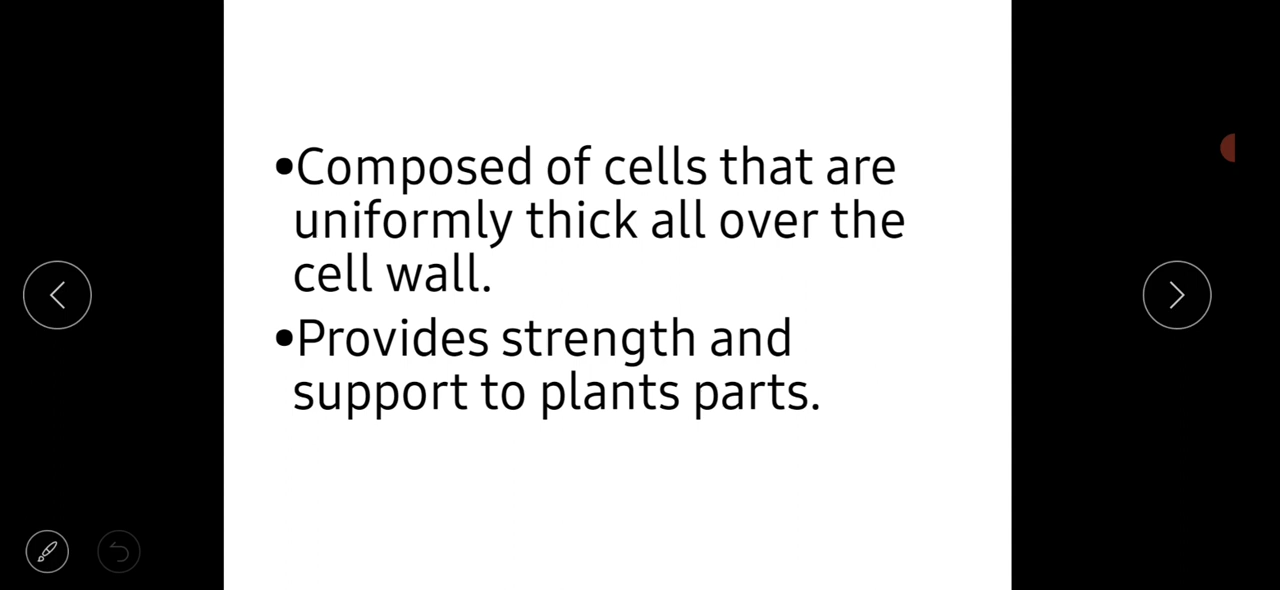 •Composed of cells that are
uniformly thick all over the
cell wall.
•Provides strength and
support to plants parts.